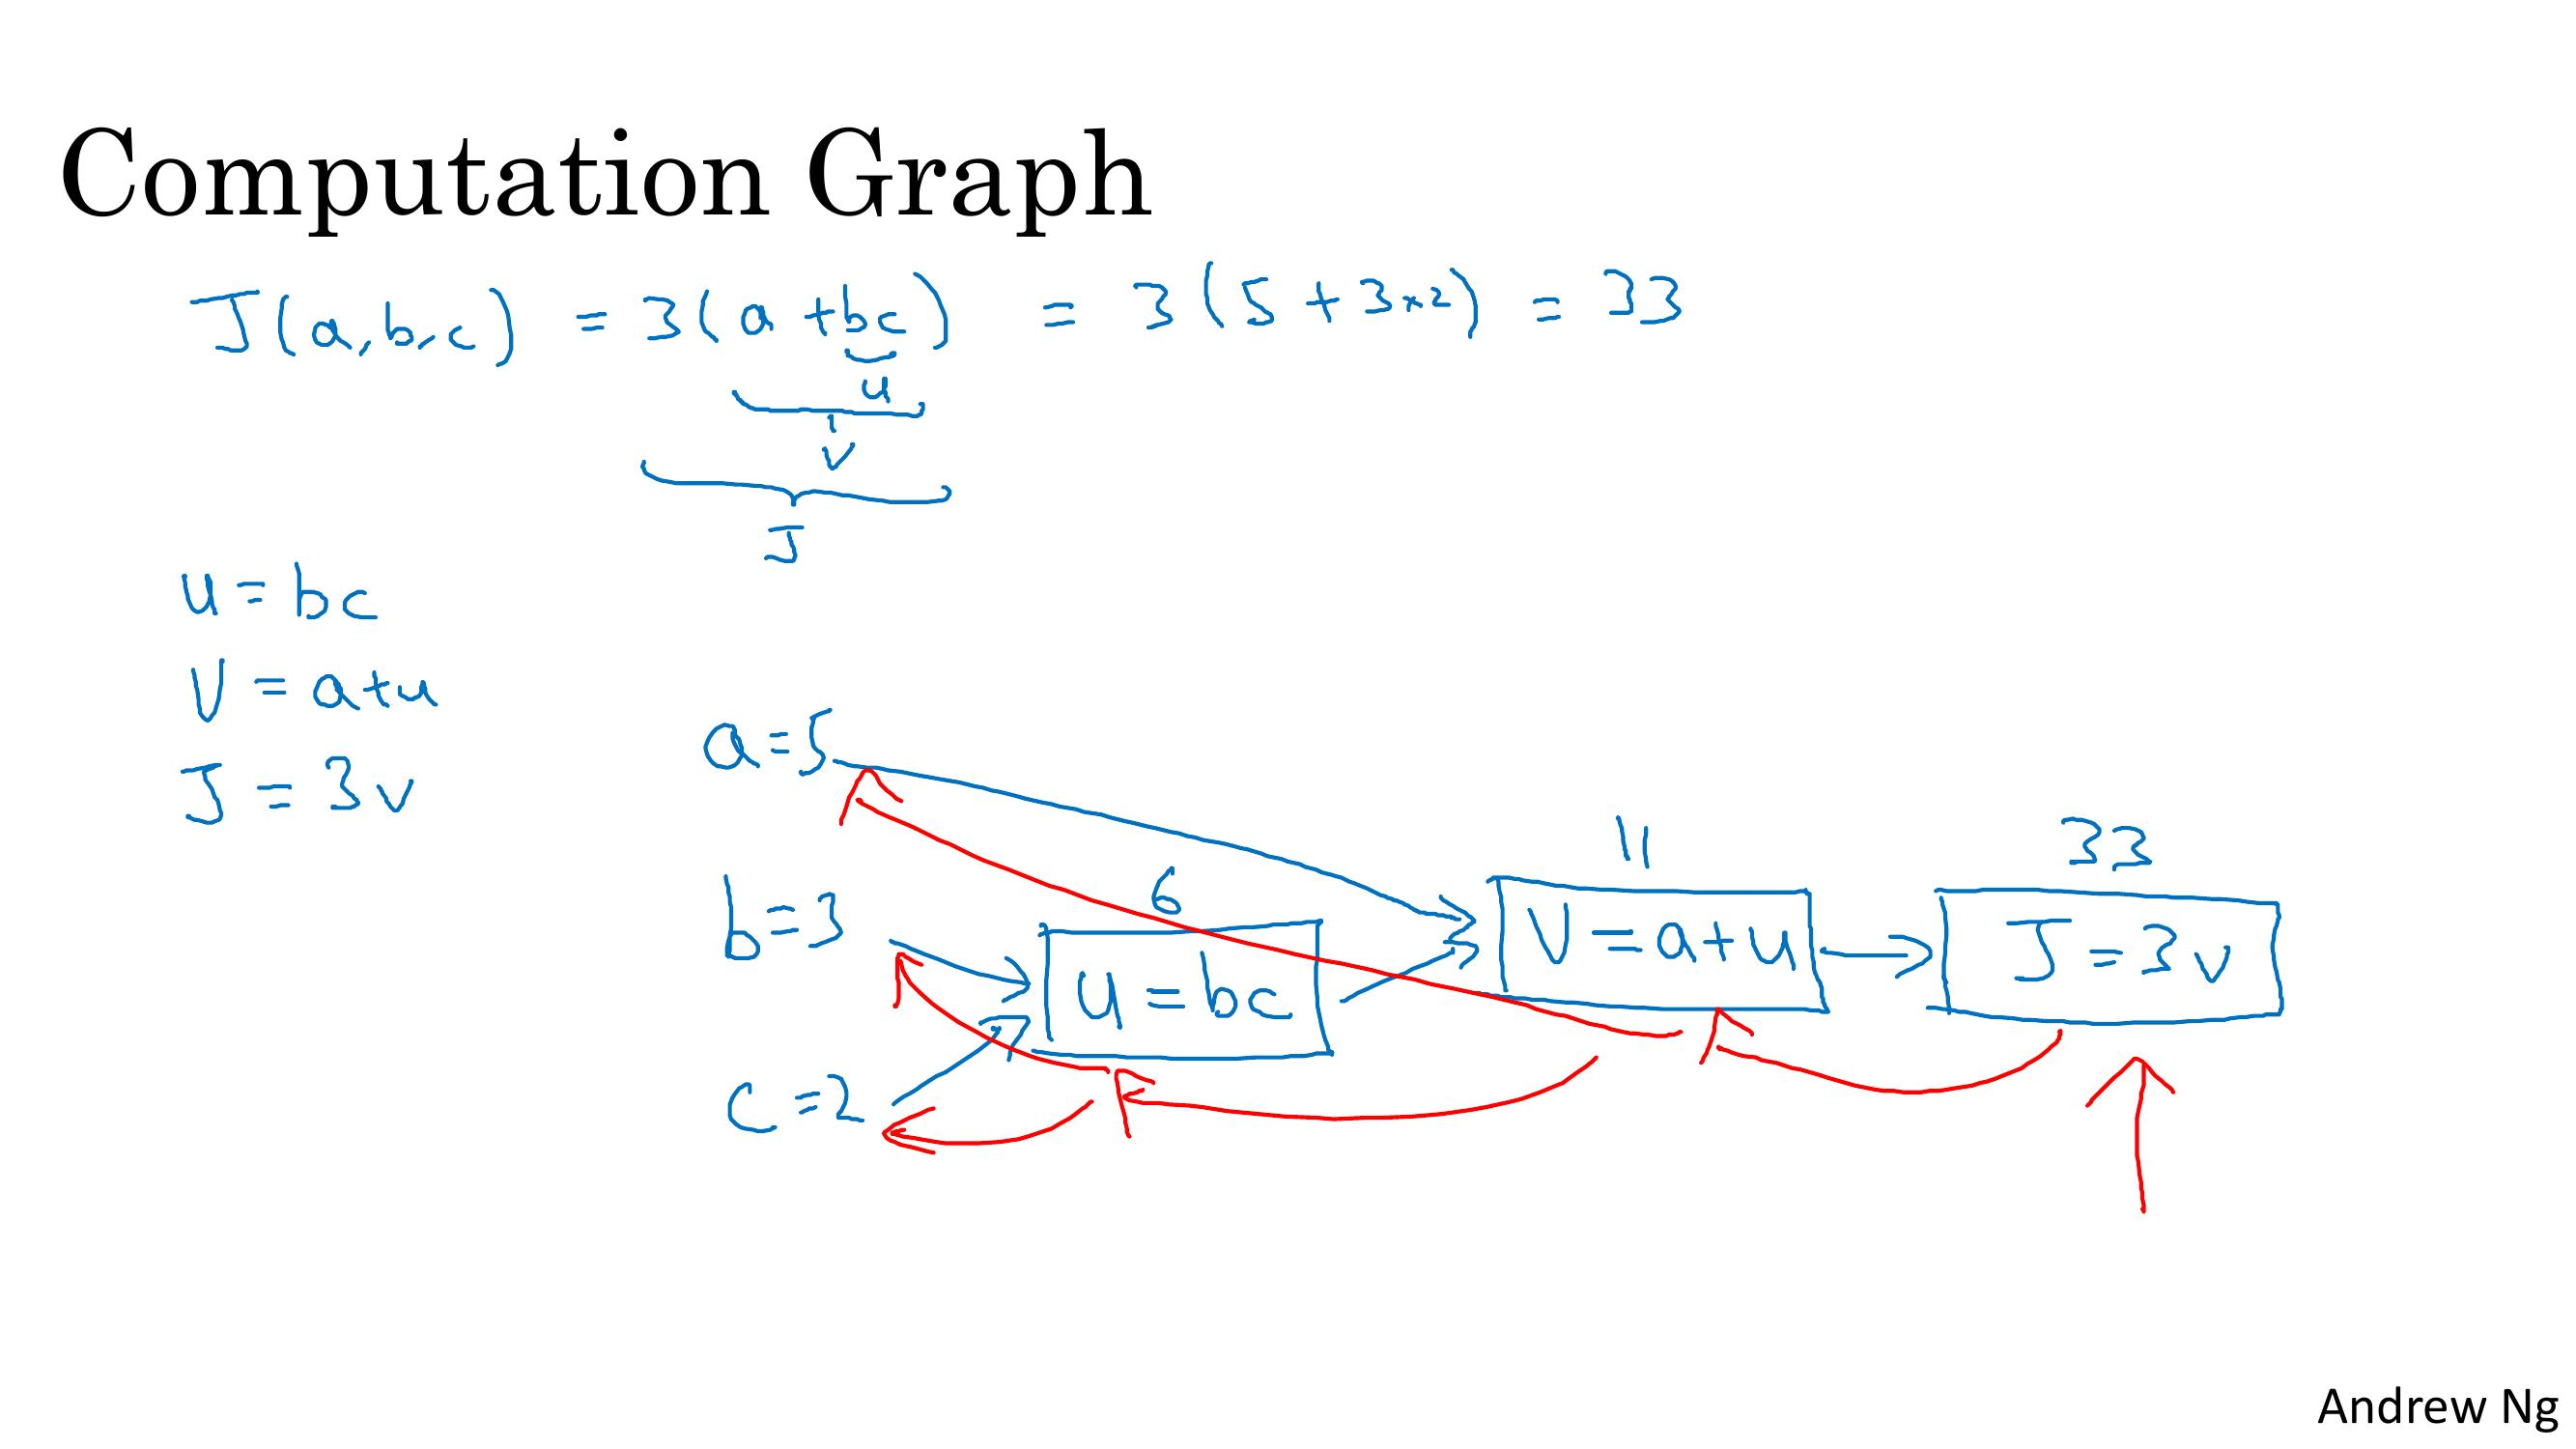 Computation Graph
J(a,b,c) = 3(a+bc) = 3(5+3×2) = 33
u
v
J
u = bc
V = a+u
J = 3v
a=5
11
33
b=3
6
V = a+u
J = 3v
u = bc
c=2
Andrew Ng